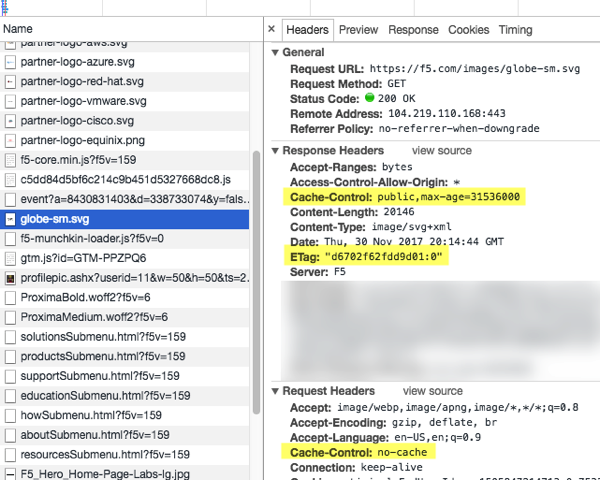 Name
partner-logo-aws.svg
partner-logo-azure.svg
partner-logo-red-hat.svg
partner-logo-vmware.svg
partner-logo-cisco.svg
partner-logo-equinix.png
f5-core.min.js?f5v=159
c5dd84d5bf6c214c9b451d5327668dc8.js
event?a=8430831403&d=338733074&y=fals...
globe-sm.svg
f5-munchkin-loader.js?f5v=0
gtm.js?id=GTM-PPZPQ6
profilepic.ashx?userid=11&w=50&h=50&ts=2...
ProximaBold.woff2?f5v=6
ProximaMedium.woff2?f5v=6
solutionsSubmenu.html?f5v=159
productsSubmenu.html?f5v=159
supportSubmenu.html?f5v=159
educationSubmenu.html?f5v=159
howSubmenu.html?f5v=159
aboutSubmenu.html?f5v=159
resourcesSubmenu.html?f5v=159
F5_Hero_Home-Page-Labs-lg.jpg
× Headers Preview Response Cookies Timing
▼ General
Request URL: https://f5.com/images/globe-sm.svg
Request Method: GET
Status Code: 200 OK
Remote Address: 104.219.110.168:443
Referrer Policy: no-referrer-when-downgrade
▼ Response Headers view source
Accept-Ranges: bytes
Access-Control-Allow-Origin: *
Cache-Control: public,max-age=31536000
Content-Length: 20146
Content-Type: image/svg+xml
Date: Thu, 30 Nov 2017 20:14:44 GMT
ETag: "d6702f62fdd9d01:0"
Server: F5
▼ Request Headers view source
Accept: image/webp,image/apng,image/*,*/*;q=0.8
Accept-Encoding: gzip, deflate, br
Accept-Language: en-US,en;q=0.9
Cache-Control: no-cache
Connection: keep-alive